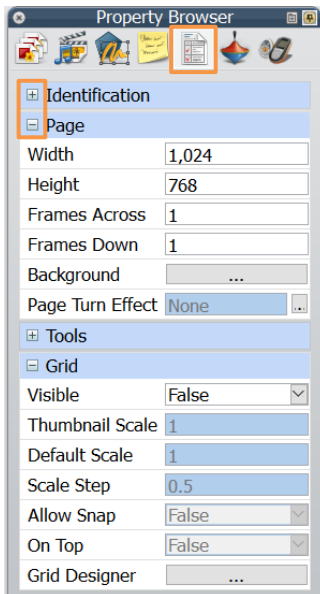 Property Browser
Identification
Page
Width 1,024
Height 768
Frames Across 1
Frames Down 1
Background ...
Page Turn Effect None ...
Tools
Grid
Visible False
Thumbnail Scale 1
Default Scale 1
Scale Step 0.5
Allow Snap False
On Top False
Grid Designer ...